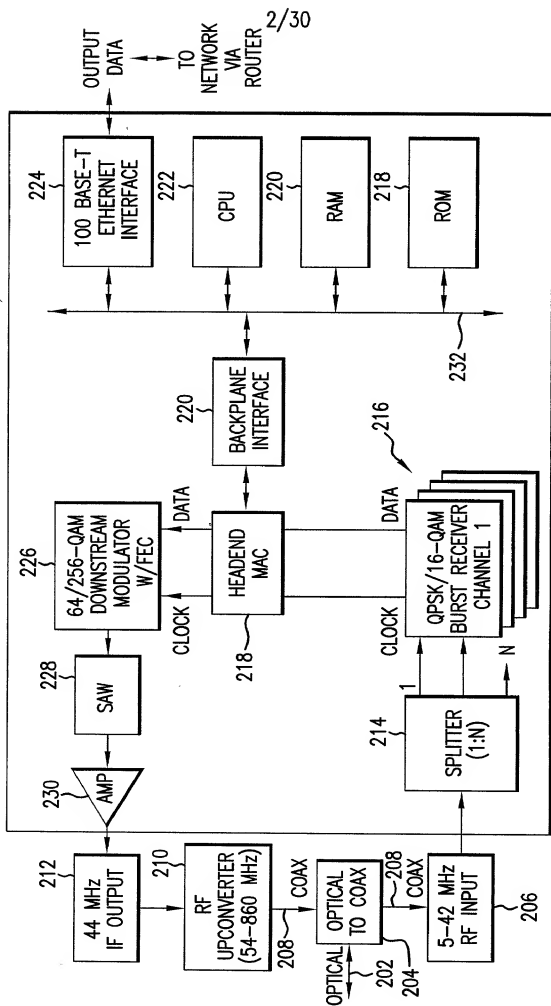 2/30
OUTPUT
DATA
TO
NETWORK
VIA
ROUTER
224
100 BASE-T
ETHERNET
INTERFACE
222
CPU
220
RAM
218
ROM
232
220
BACKPLANE
INTERFACE
226
64/256-QAM
DOWNSTREAM
MODULATOR
W/FEC
CLOCK
DATA
HEADEND
MAC
218
CLOCK
DATA
216
QPSK/16-QAM
BURST RECEIVER
CHANNEL 1
228
SAW
230
AMP
1
N
214
SPLITTER
(1:N)
212
44 MHz
IF OUTPUT
210
RF
UPCONVERTER
(54-860 MHz)
COAX
208
OPTICAL
202
OPTICAL
TO COAX
204
208
COAX
5-42 MHz
RF INPUT
206